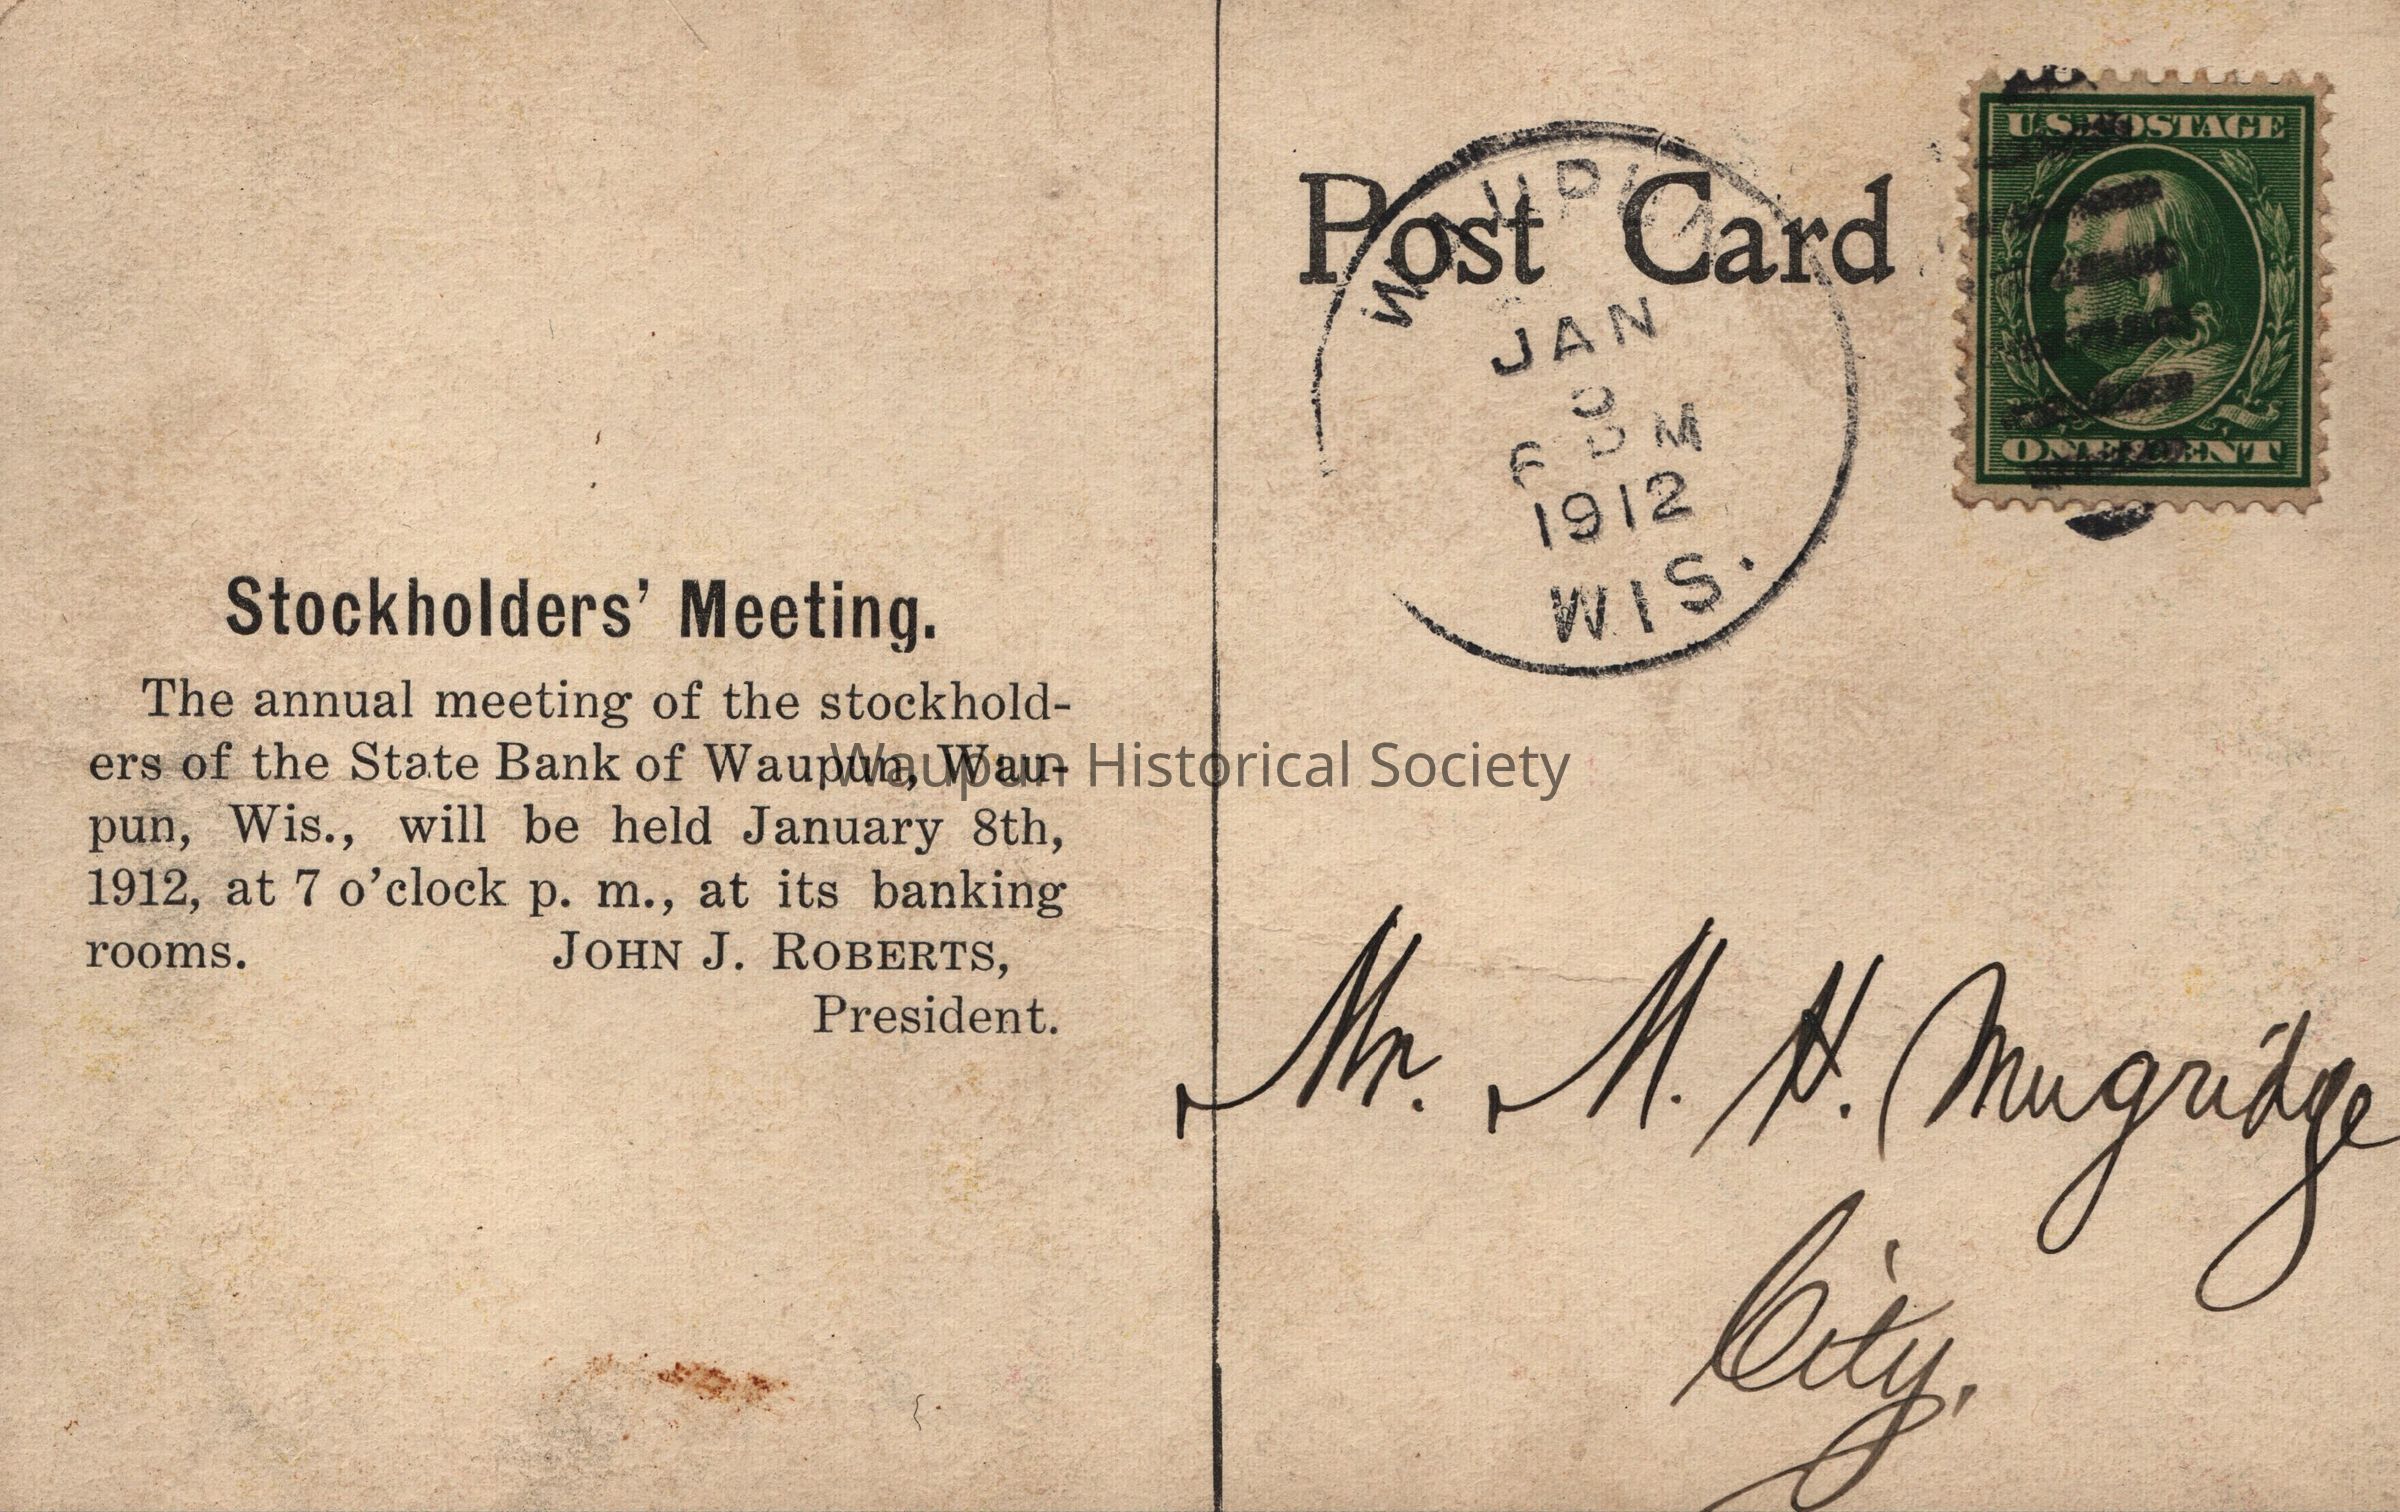 Stockholders' Meeting.
The annual meeting of the stockhold-
ers of the State Bank of Waupun, Wau-
pun, Wis., will be held January 8th,
1912, at 7 o'clock p. m., at its banking
rooms. JOHN J. ROBERTS,
President.
Post Card
WAUPUN
JAN
PM
1912
WIS.
U.S. POSTAGE
ONE CENT
Waupun Historical Society
Mr. M. H. Mugridge
City.